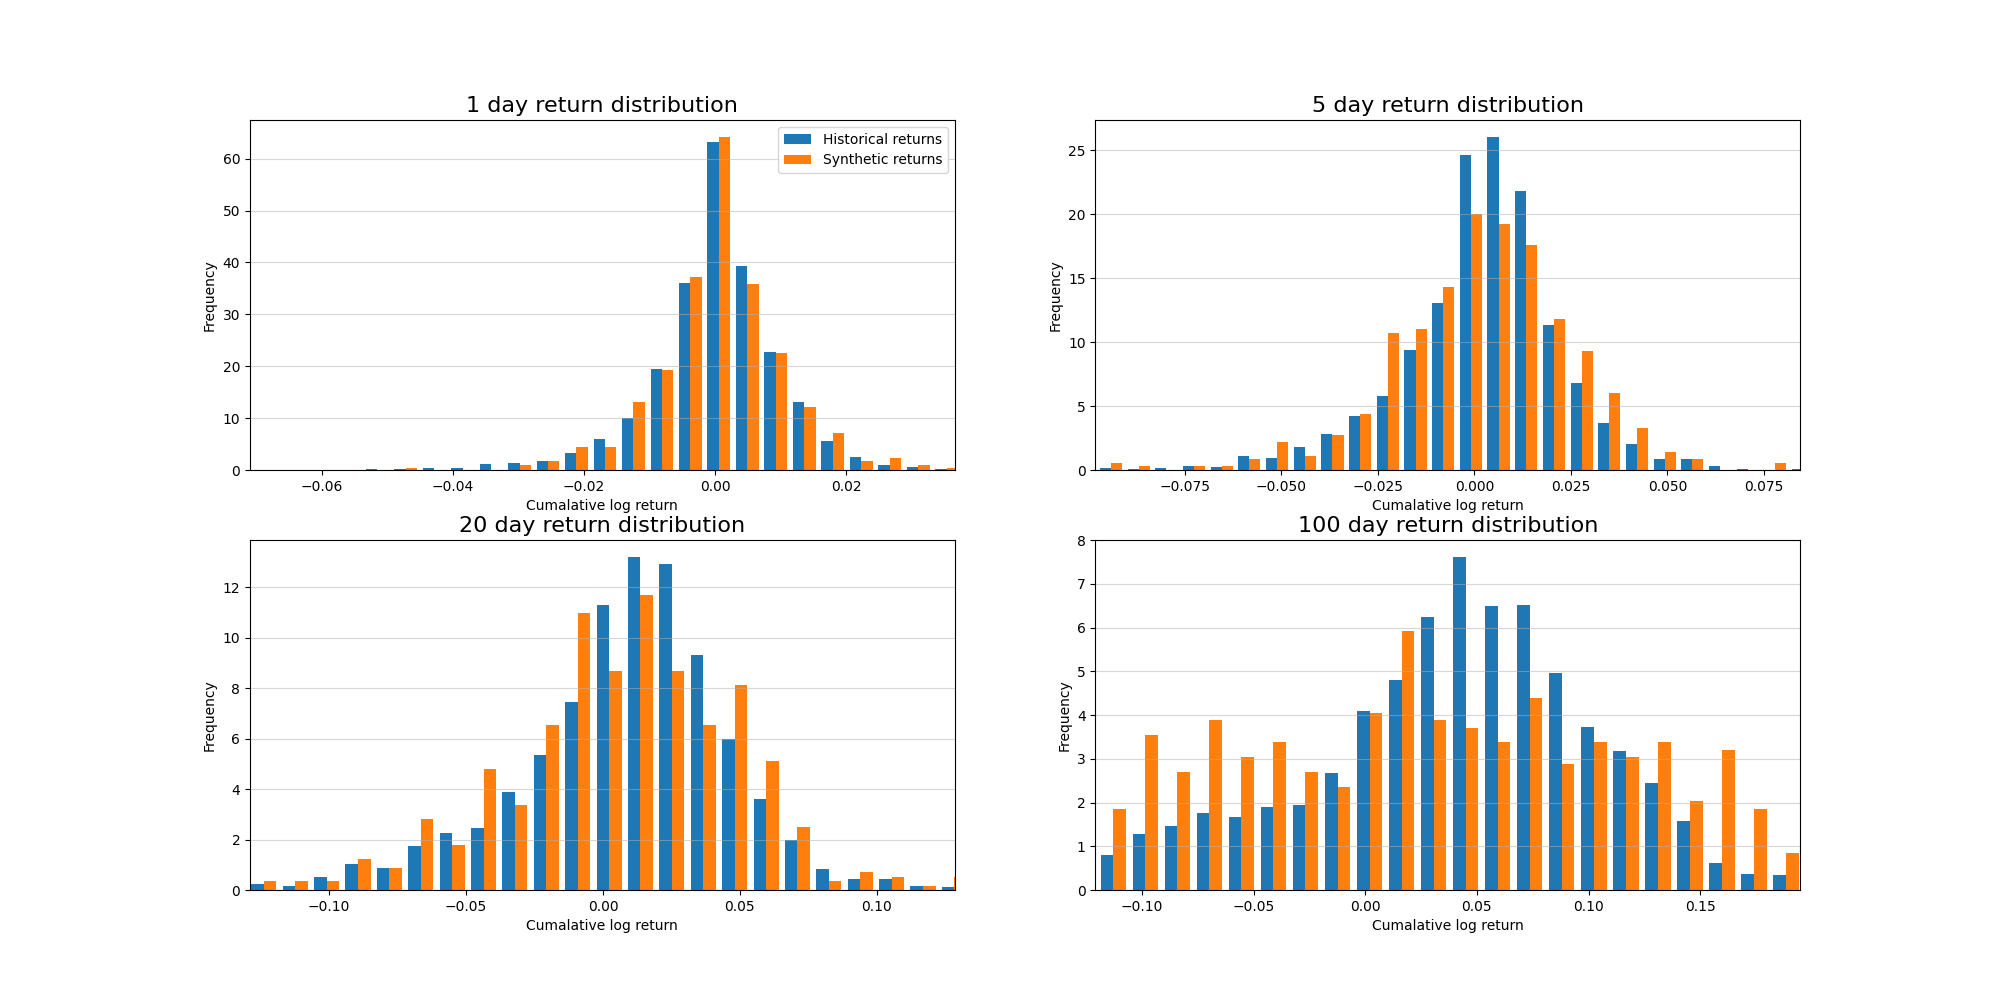 1 day return distribution
Historical returns
Synthetic returns
Frequency
60
50
40
30
20
10
0
−0.06 −0.04 −0.02 0.00 0.02
Cumalative log return
5 day return distribution
Frequency
25
20
15
10
5
0
−0.075 −0.050 −0.025 0.000 0.025 0.050 0.075
Cumalative log return
20 day return distribution
Frequency
12
10
8
6
4
2
0
−0.10 −0.05 0.00 0.05 0.10
Cumalative log return
100 day return distribution
Frequency
8
7
6
5
4
3
2
1
0
−0.10 −0.05 0.00 0.05 0.10 0.15
Cumalative log return